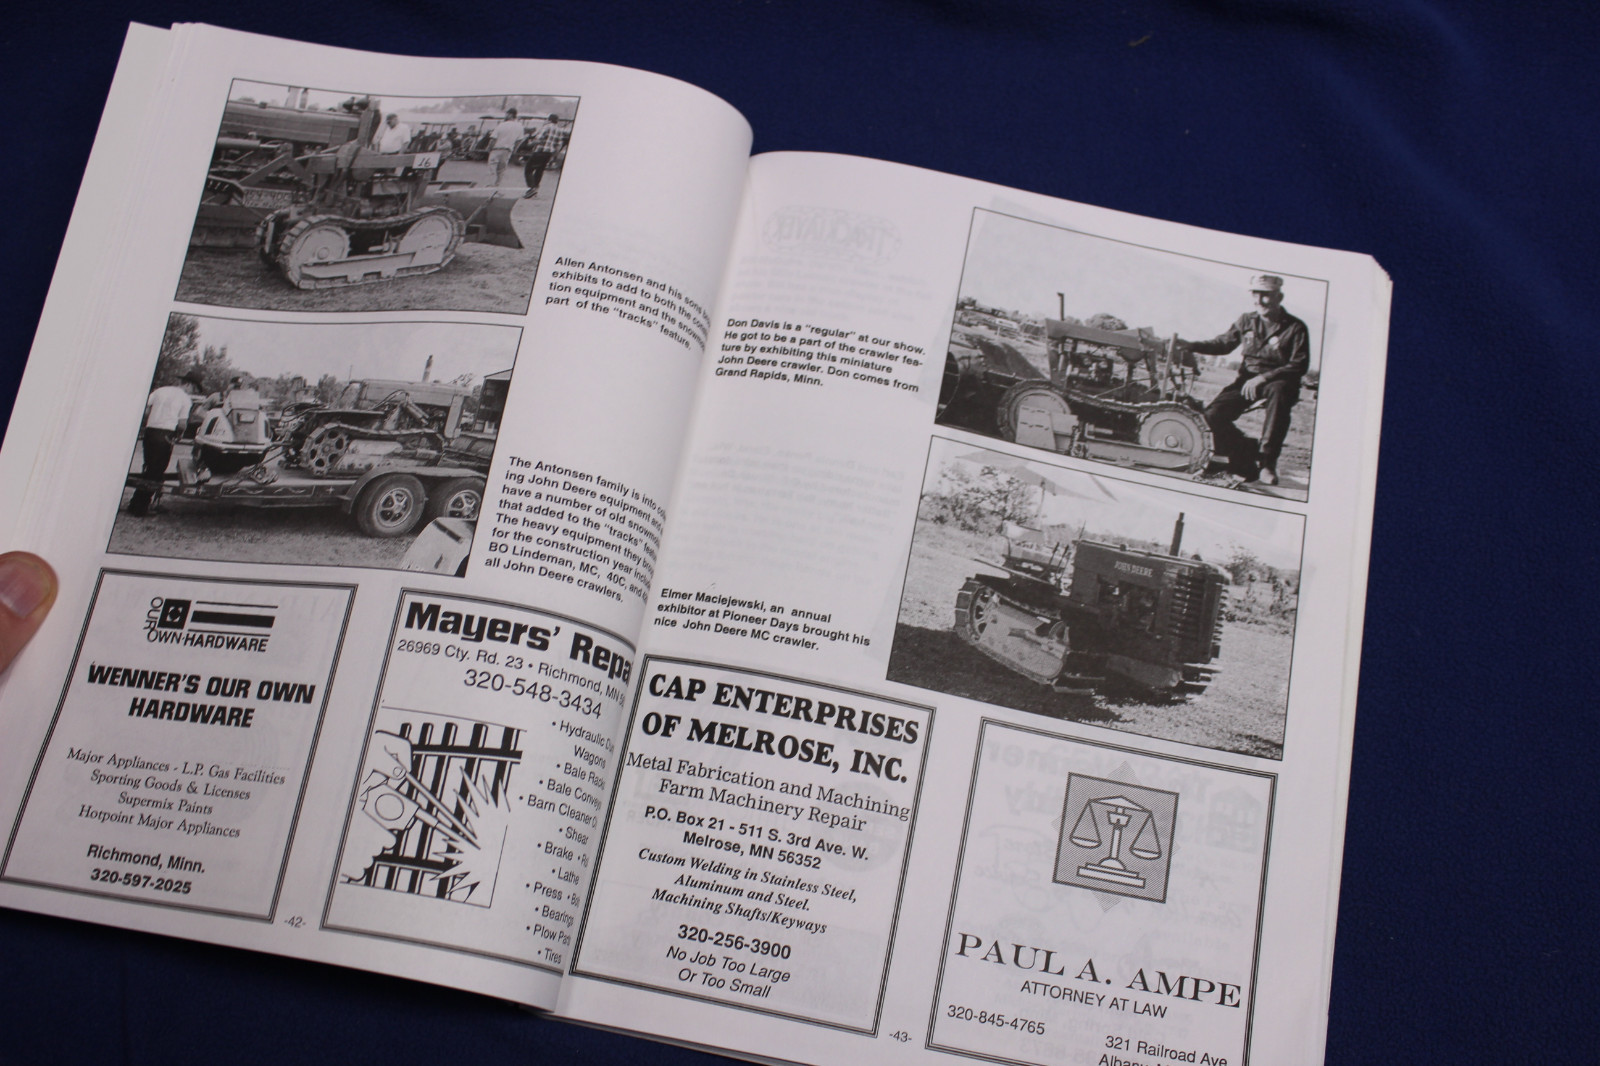 16
Allen Antonsen and his sons
exhibits to add to both the
tion equipment and the
part of the "tracks" feature.
The Antonsen family is into
ing John Deere equipment
have a number of old
that added to the "tracks"
The heavy equipment they
for the construction year
BO Lindeman, MC, 40C, and
all John Deere crawlers.
OUR
OWN·HARDWARE
WENNER'S OUR OWN
HARDWARE
Major Appliances - L.P. Gas Facilities
Sporting Goods & Licenses
Supermix Paints
Hotpoint Major Appliances
Richmond, Minn.
320-597-2025
-42-
Mayers'
26969 Cty. Rd. 23 • Richmond, MN
320-548-3434
• Hydraulic
Wagons
• Bale
• Bale
• Barn Cleaner
• Shear
• Brake •
• Lathe
• Press •
• Bearings
• Plow
• Tires
Don Davis is a "regular" at our show.
He got to be a part of the crawler fea-
ture by exhibiting this miniature
John Deere crawler. Don comes from
Grand Rapids, Minn.
JOHN DEERE
Elmer Maciejewski, an annual
exhibitor at Pioneer Days brought his
nice John Deere MC crawler.
CAP ENTERPRISES
OF MELROSE, INC.
Metal Fabrication and Machining
Farm Machinery Repair
P.O. Box 21 - 511 S. 3rd Ave. W.
Melrose, MN 56352
Custom Welding in Stainless Steel,
Aluminum and Steel.
Machining Shafts/Keyways
320-256-3900
No Job Too Large
Or Too Small
-43-
PAUL A. AMPE
ATTORNEY AT LAW
320-845-4765
321 Railroad Ave